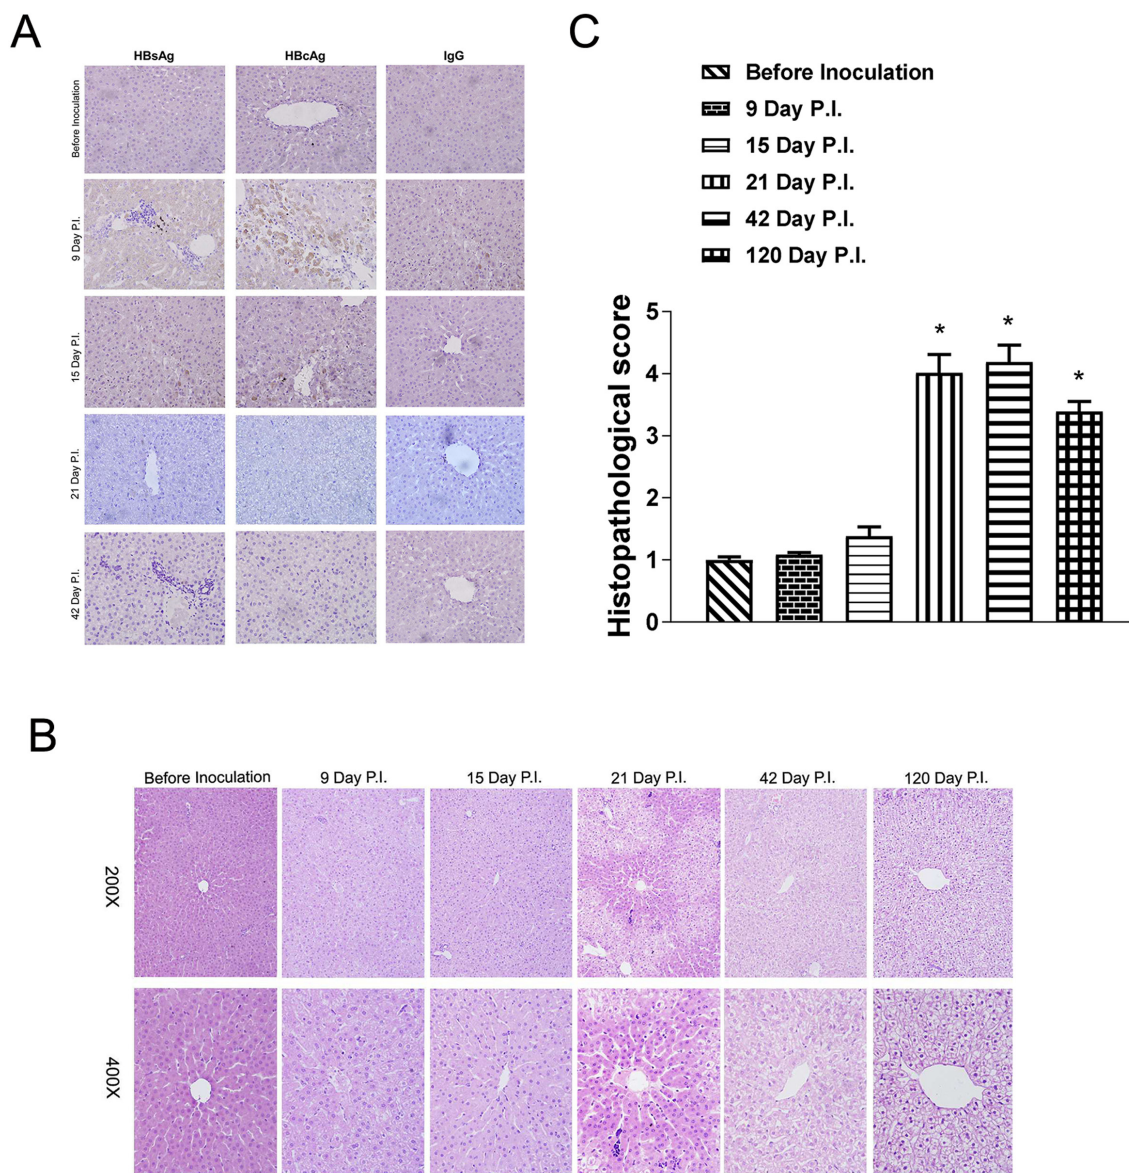 A
HBsAg HBcAg IgG
Before Inoculation
9 Day P.I.
15 Day P.I.
21 Day P.I.
42 Day P.I.
C
Before Inoculation
9 Day P.I.
15 Day P.I.
21 Day P.I.
42 Day P.I.
120 Day P.I.
Histopathological score
5
4
3
2
1
0
* * *
B
Before Inoculation 9 Day P.I. 15 Day P.I. 21 Day P.I. 42 Day P.I. 120 Day P.I.
200X
400X